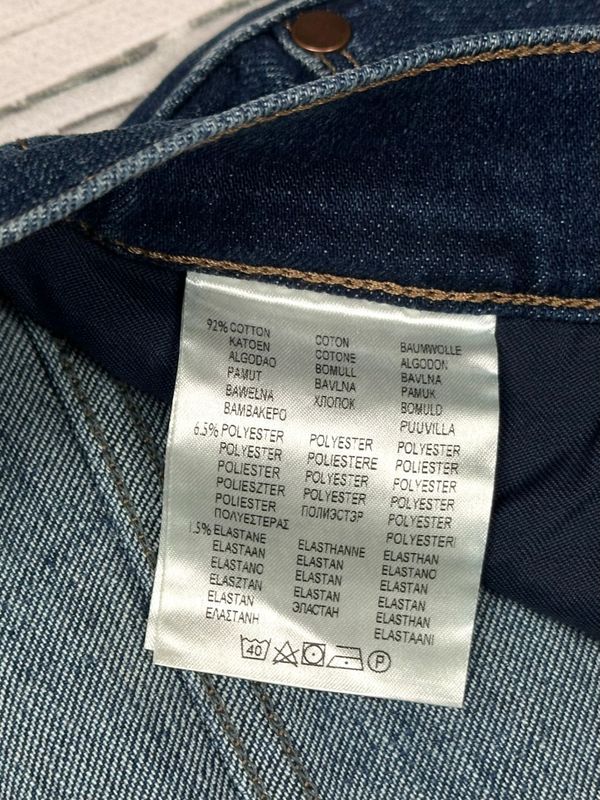 92% COTTON COTON BAUMWOLLE
KATOEN COTONE ALGODON
ALGODAO BOMULL BAVLNA
PAMUT BAVLNA PAMUK
BAWEŁNA ХЛОПОК BOMULD
ΒΑΜΒΑΚΕΡΟ PUUVILLA
6.5% POLYESTER POLYESTER POLYESTER
POLYESTER POLIESTERE POLIESTER
POLIESTER POLYESTER POLYESTER
POLIESZTER POLYESTER POLYESTER
POLIESTER ПОЛИЭСТЭР POLYESTER
ΠΟΛΥΕΣΤΕΡΑΣ POLYESTERI
1.5% ELASTANE ELASTHANNE ELASTHAN
ELASTAAN ELASTAN ELASTANO
ELASTANO ELASTAN ELASTAN
ELASZTAN ELASTAN ELASTAN
ELASTAN ЭЛАСТАН ELASTHAN
ΕΛΑΣΤΑΝΗ ELASTAANI
40 P